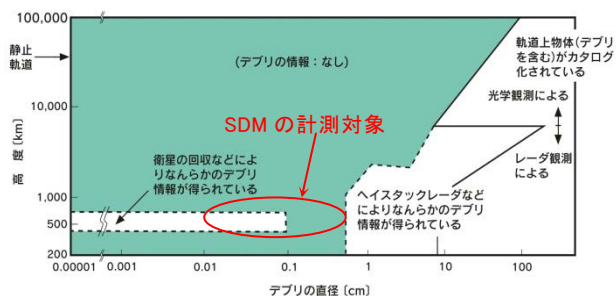 100,000
静止
軌道
10,000
高 度〔km〕
1,000
500
200
(デブリの情報：なし)
SDM の計測対象
衛星の回収などによ
りなんらかのデブリ
情報が得られている
軌道上物体(デブリ
を含む)がカタログ
化されている
光学観測による
レーダ観測
による
ヘイスタックレーダなど
によりなんらかのデブリ
情報が得られている
0.00001 0.001 0.01 0.1 1 10 100
デブリの直径〔cm〕